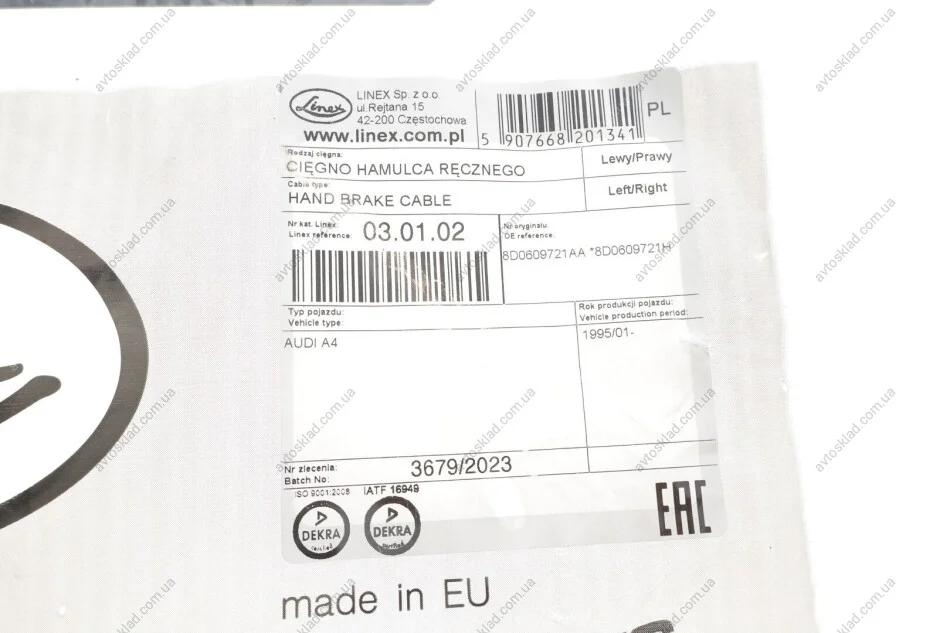 Linex
LINEX Sp. z o.o.
ul.Rejtana 15
42-200 Częstochowa
www.linex.com.pl
5 907668 201341
PL
Rodzaj cięgna:
CIĘGNO HAMULCA RĘCZNEGO
Lewy/Prawy
Cable type:
HAND BRAKE CABLE
Left/Right
Nr kat. Linex:
Linex reference:
03.01.02
Nr oryginału:
OE reference:
8D0609721AA *8D0609721H
Typ pojazdu:
Vehicle type:
Rok produkcji pojazdu:
Vehicle production period:
AUDI A4
1995/01-
Nr zlecenia:
Batch No:
3679/2023
ISO 9001:2008
IATF 16949
DEKRA
Certified
DEKRA
Certified
EAC
made in EU
avtosklad.com.ua